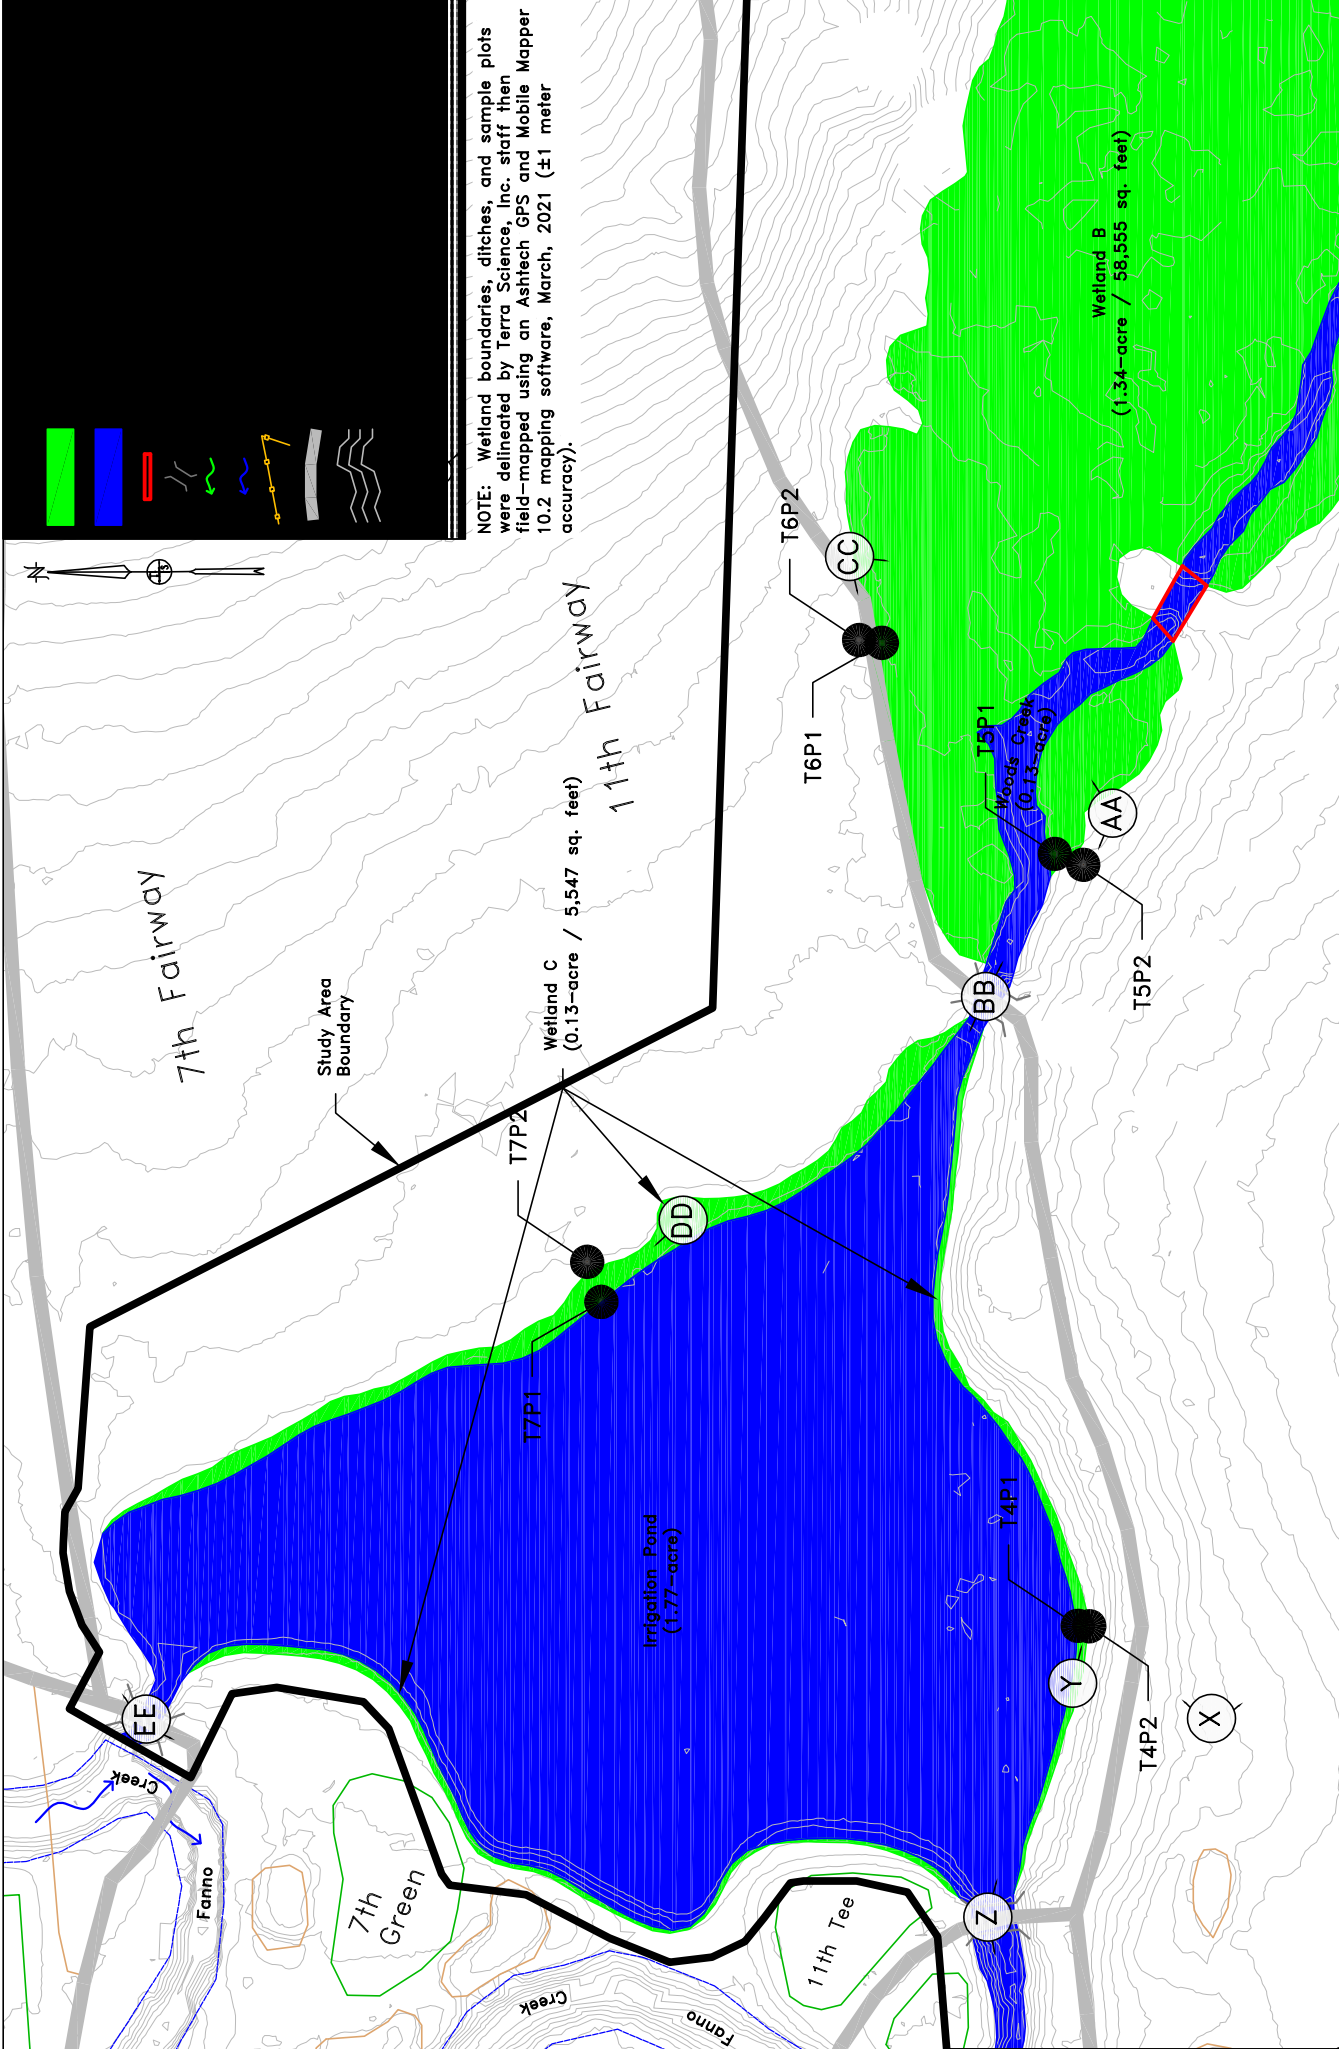 N
T
S
NOTE: Wetland boundaries, ditches, and sample plots
were delineated by Terra Science, Inc. staff then
field-mapped using an Ashtech GPS and Mobile Mapper
10.2 mapping software, March, 2021 (±1 meter
accuracy).
7th Fairway
11th Fairway
Study Area
Boundary
Wetland C
(0.13-acre / 5,547 sq. feet)
Wetland B
(1.34-acre / 58,555 sq. feet)
T6P2
CC
T6P1
T5P1
Woods Creek
(0.13-acre)
AA
T5P2
BB
T7P2
DD
T7P1
Irrigation Pond
(1.77-acre)
T4P1
Y
T4P2
X
Z
EE
Creek
Fanno
7th
Green
11th Tee
Creek
Fanno